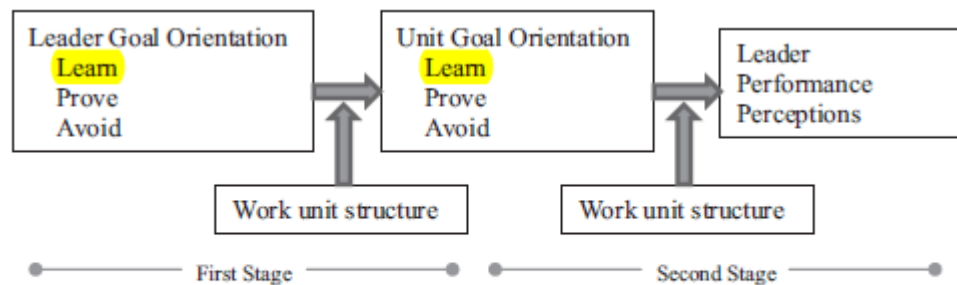 Leader Goal Orientation
Learn
Prove
Avoid
Unit Goal Orientation
Learn
Prove
Avoid
Leader
Performance
Perceptions
Work unit structure
Work unit structure
First Stage
Second Stage